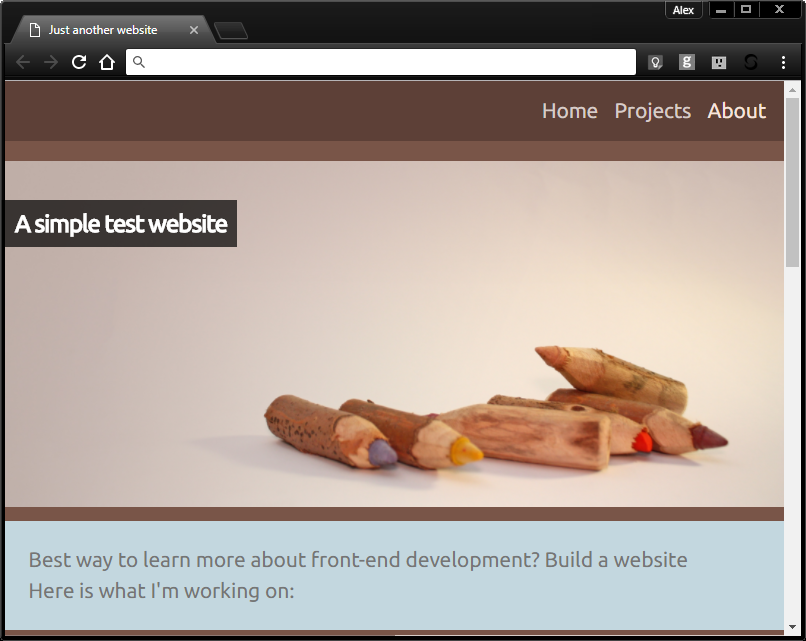 Alex
Just another website
g
Home Projects About
A simple test website
Best way to learn more about front-end development? Build a website
Here is what I'm working on: